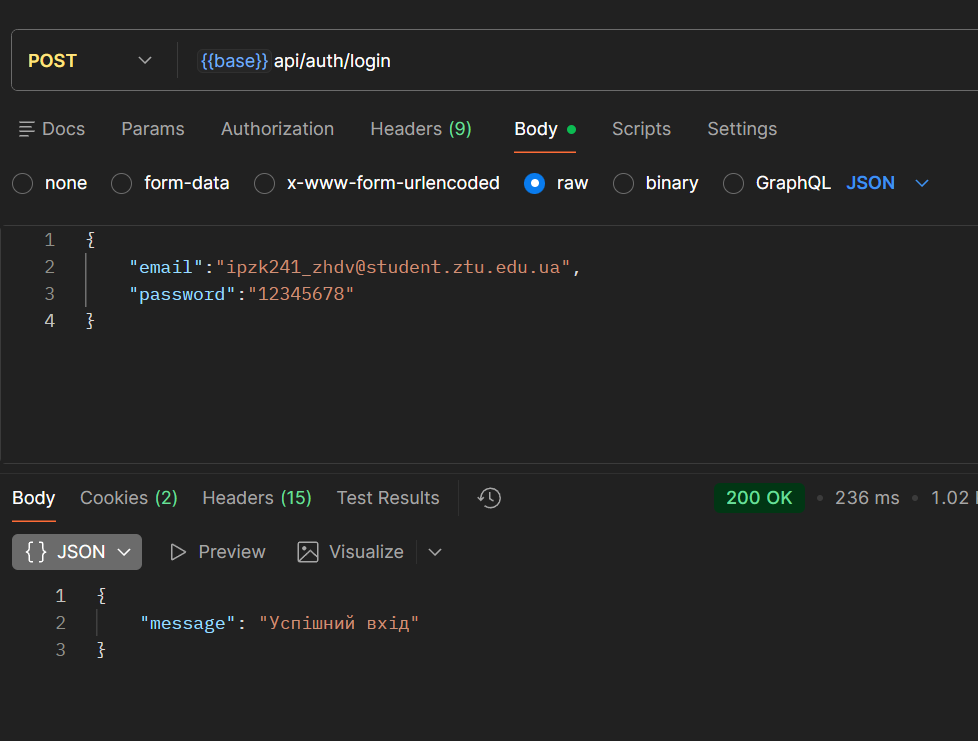 POST {{base}} api/auth/login
Docs Params Authorization Headers (9) Body Scripts Settings
none form-data x-www-form-urlencoded raw binary GraphQL JSON
1 {
2 "email":"ipzk241_zhdv@student.ztu.edu.ua",
3 "password":"12345678"
4 }
Body Cookies (2) Headers (15) Test Results 200 OK • 236 ms • 1.02
{} JSON Preview Visualize
1 {
2 "message": "Успішний вхід"
3 }